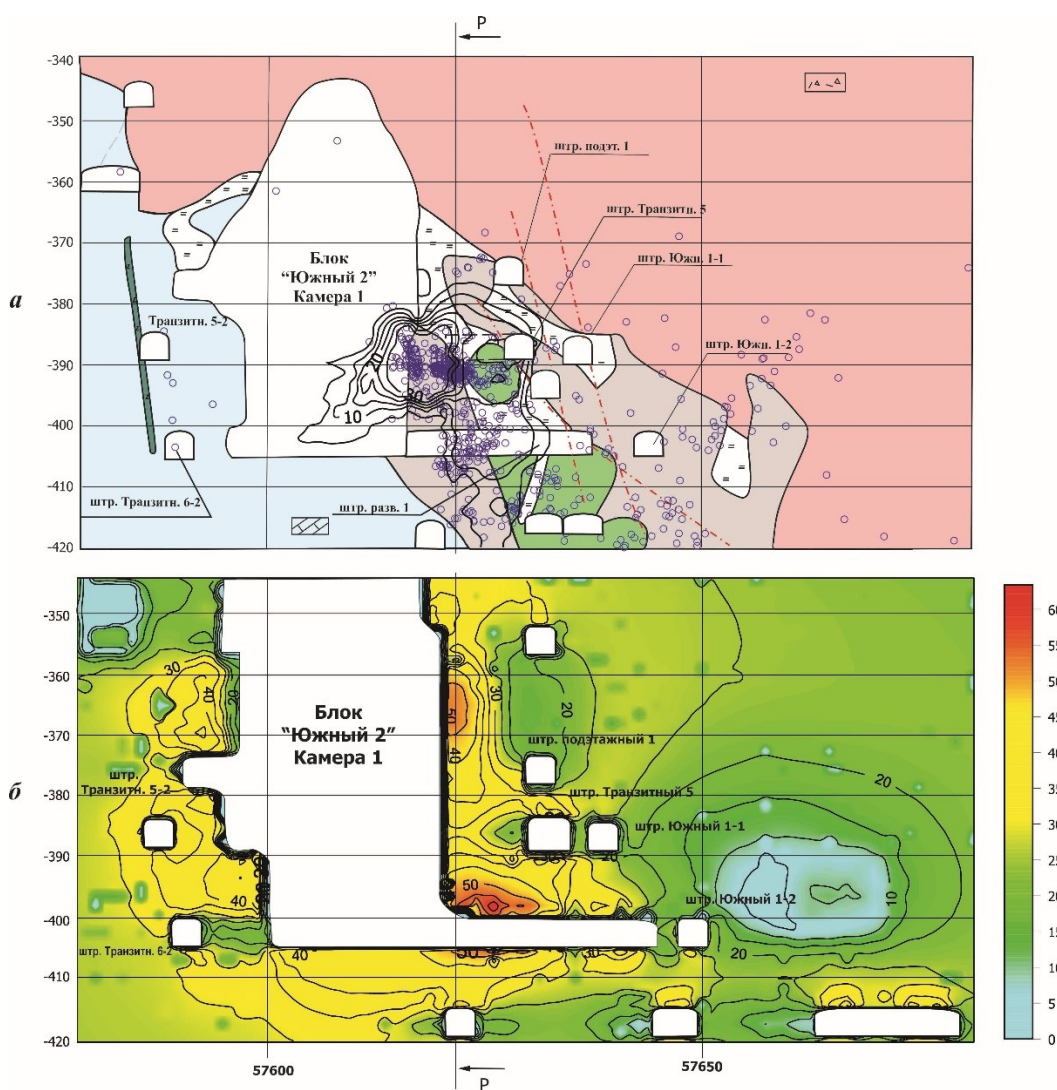 P
-340
-350
-360
-370
-380
-390
-400
-410
-420
а
штр. подэт. 1
штр. Транзитн. 5
штр. Южн. 1-1
Блок
“Южный 2”
Камера 1
Транзитн. 5-2
штр. Южн. 1-2
10
30
штр. Транзитн. 6-2
штр. разв. 1
-350
-360
-370
-380
-390
-400
-410
-420
б
30
40
20
Блок
“Южный 2”
Камера 1
50
30
20
40
штр. подэтажный 1
штр.
Транзитн. 5-2
штр. Транзитный 5
штр. Южный 1-1
20
20
50
40
штр. Южный 1-2
10
штр. Транзитн. 6-2
40
50
30
20
20
60
55
50
45
40
35
30
25
20
15
10
5
0
57600
57650
P